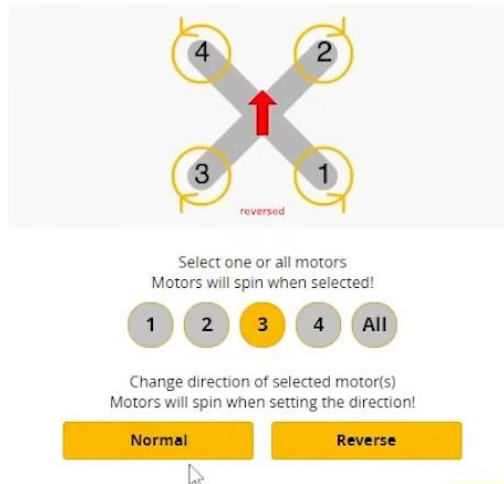 4 2
3 1
reversed
Select one or all motors
Motors will spin when selected!
1 2 3 4 All
Change direction of selected motor(s)
Motors will spin when setting the direction!
Normal Reverse